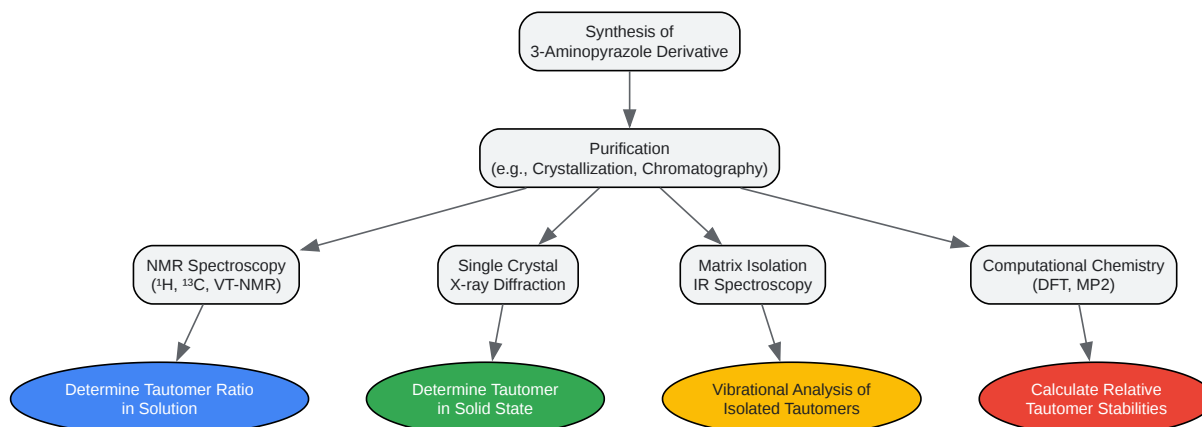 Synthesis of
3-Aminopyrazole Derivative
Purification
(e.g., Crystallization, Chromatography)
NMR Spectroscopy
(¹H, ¹³C, VT-NMR)
Single Crystal
X-ray Diffraction
Matrix Isolation
IR Spectroscopy
Computational Chemistry
(DFT, MP2)
Determine Tautomer Ratio
in Solution
Determine Tautomer
in Solid State
Vibrational Analysis of
Isolated Tautomers
Calculate Relative
Tautomer Stabilities